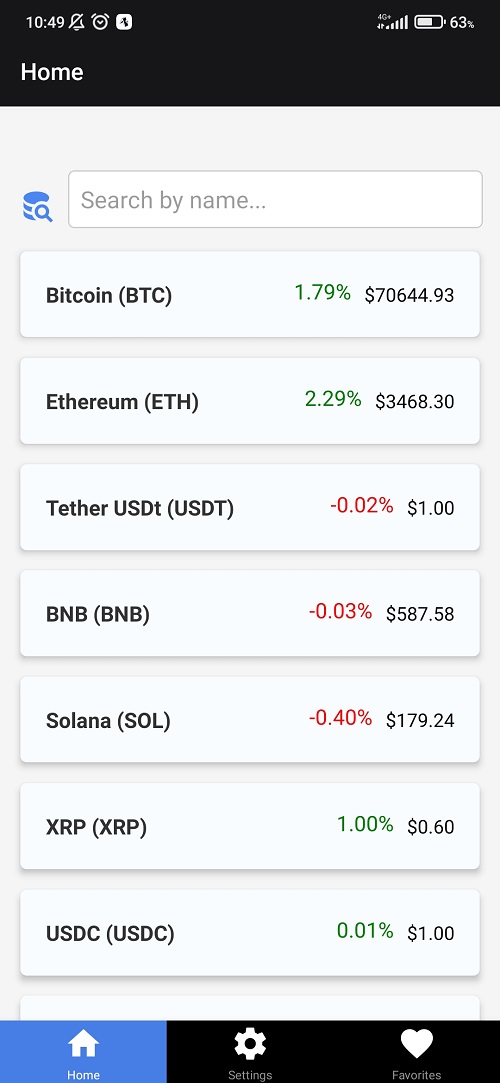 10:49 4G+ 63%
Home
Search by name...
Bitcoin (BTC) 1.79% $70644.93
Ethereum (ETH) 2.29% $3468.30
Tether USDt (USDT) -0.02% $1.00
BNB (BNB) -0.03% $587.58
Solana (SOL) -0.40% $179.24
XRP (XRP) 1.00% $0.60
USDC (USDC) 0.01% $1.00
Home Settings Favorites